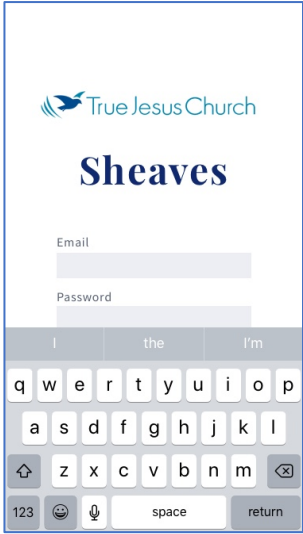 True Jesus Church
Sheaves
Email
Password
I the I'm
q w e r t y u i o p
a s d f g h j k l
z x c v b n m
123 space return